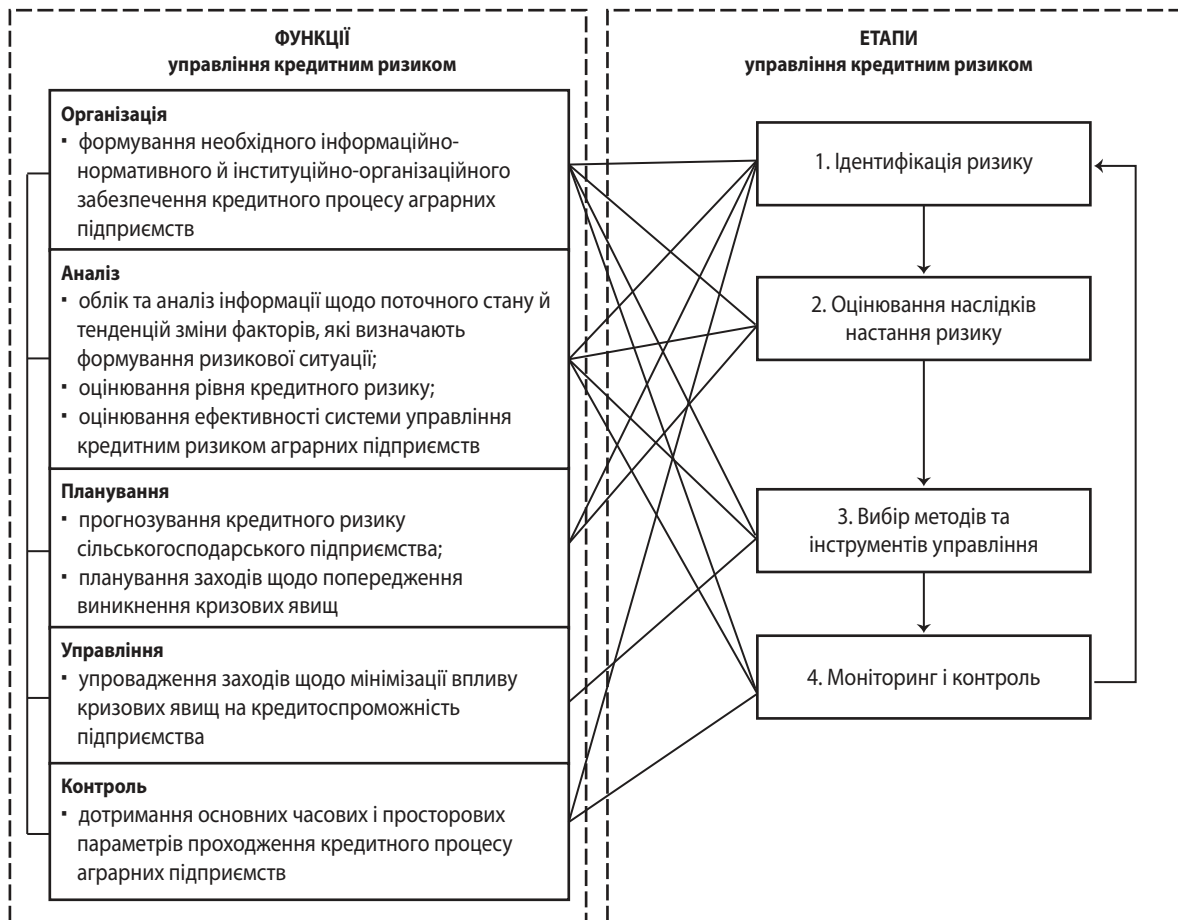 ФУНКЦІЇ
управління кредитним ризиком
Організація
▪ формування необхідного інформаційно-
нормативного й інституційно-організаційного
забезпечення кредитного процесу аграрних
підприємств
Аналіз
▪ облік та аналіз інформації щодо поточного стану й
тенденцій зміни факторів, які визначають
формування ризикової ситуації;
▪ оцінювання рівня кредитного ризику;
▪ оцінювання ефективності системи управління
кредитним ризиком аграрних підприємств
Планування
▪ прогнозування кредитного ризику
сільськогосподарського підприємства;
▪ планування заходів щодо попередження
виникнення кризових явищ
Управління
▪ упровадження заходів щодо мінімізації впливу
кризових явищ на кредитоспроможність
підприємства
Контроль
▪ дотримання основних часових і просторових
параметрів проходження кредитного процесу
аграрних підприємств
ЕТАПИ
управління кредитним ризиком
1. Ідентифікація ризику
2. Оцінювання наслідків
настання ризику
3. Вибір методів та
інструментів управління
4. Моніторинг і контроль